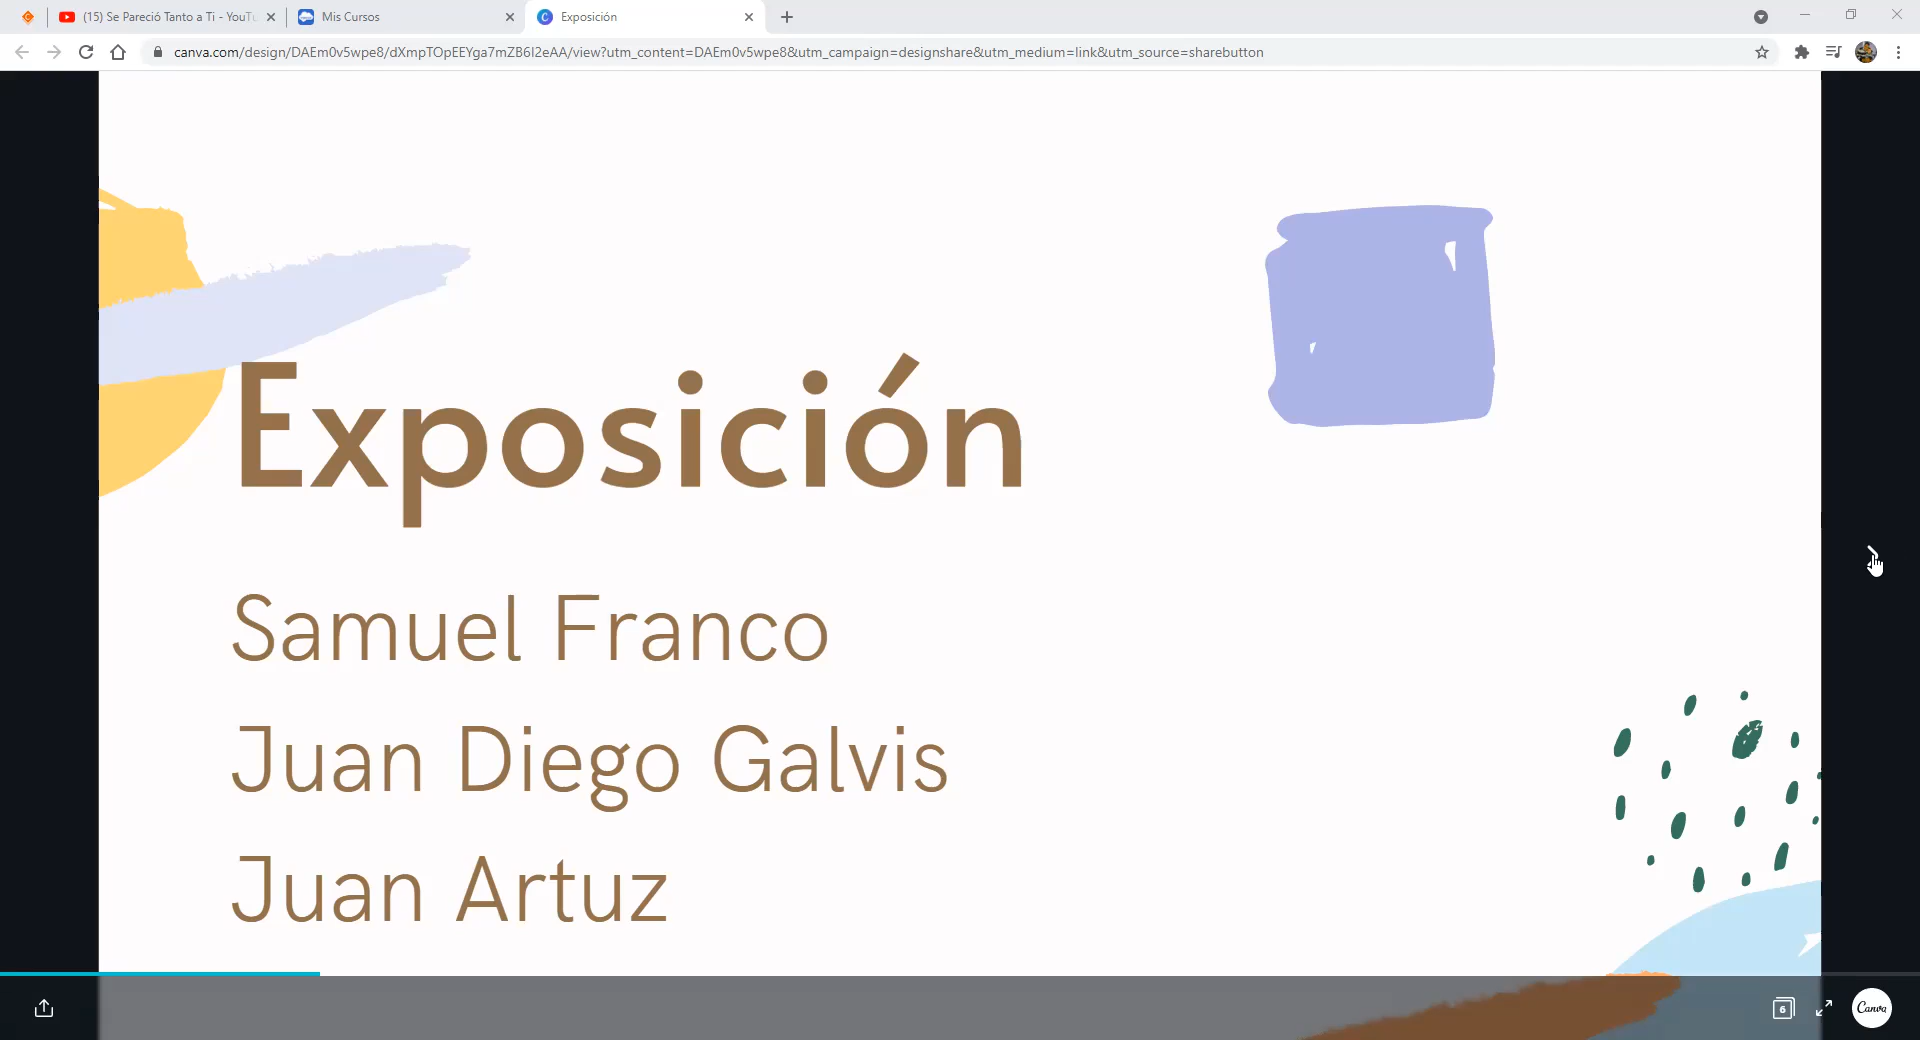 (15) Se Pareció Tanto a Ti - YouTu
Mis Cursos
Exposición
canva.com/design/DAEm0v5wpe8/dXmpTOpEEYga7mZB6I2eAA/view?utm_content=DAEm0v5wpe8&utm_campaign=designshare&utm_medium=link&utm_source=sharebutton
Exposición
Samuel Franco
Juan Diego Galvis
Juan Artuz
6
Canva